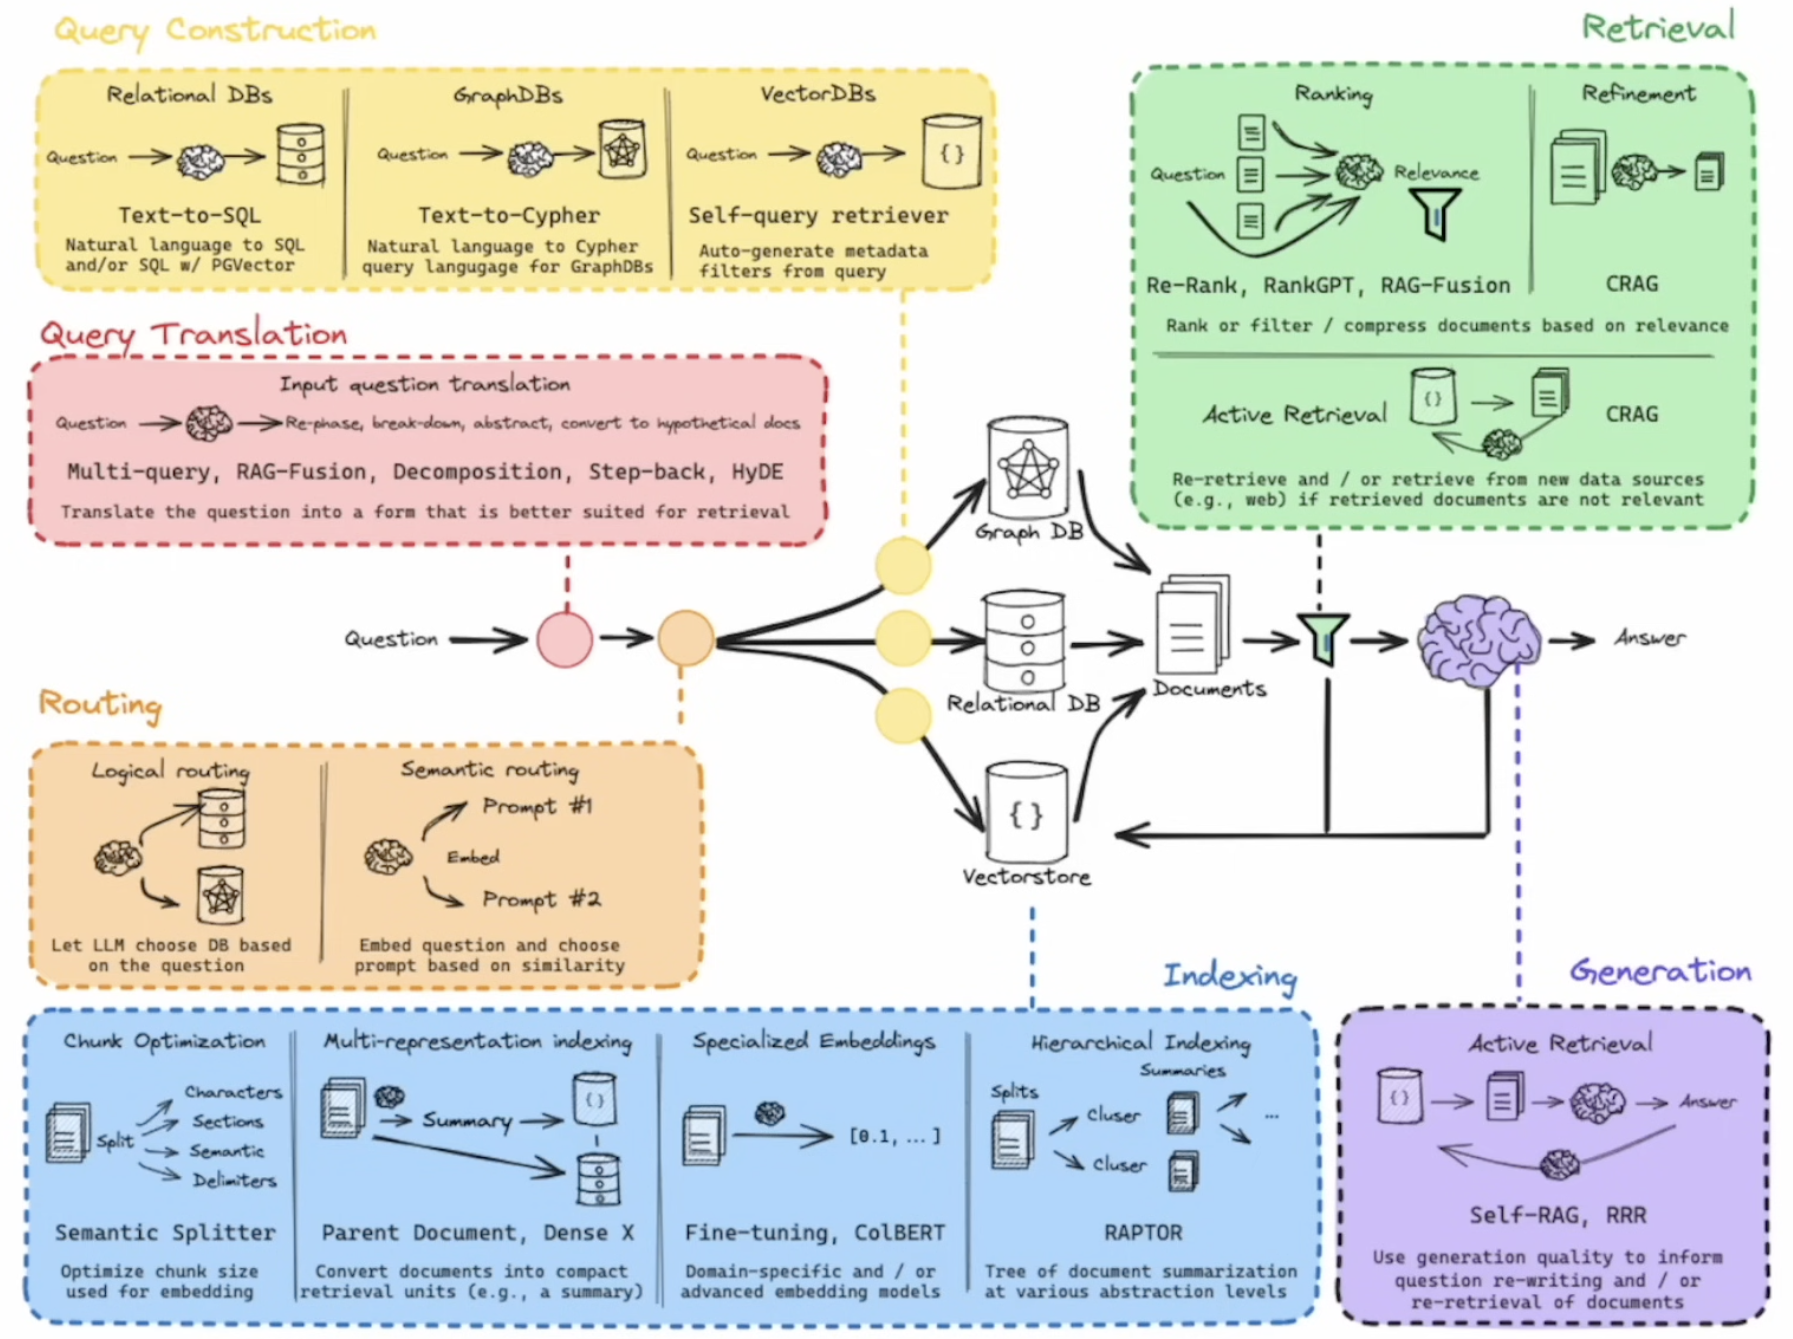 Query Construction
Relational DBs
Question
Text-to-SQL
Natural language to SQL
and/or SQL w/ PGVector
GraphDBs
Question
Text-to-Cypher
Natural language to Cypher
query langugage for GraphDBs
VectorDBs
Question
{}
Self-query retriever
Auto-generate metadata
filters from query
Retrieval
Ranking
Question
Relevance
Re-Rank, RankGPT, RAG-Fusion
Refinement
CRAG
Rank or filter / compress documents based on relevance
Active Retrieval
{}
CRAG
Re-retrieve and / or retrieve from new data sources
(e.g., web) if retrieved documents are not relevant
Query Translation
Input question translation
Question
Re-phase, break-down, abstract, convert to hypothetical docs
Multi-query, RAG-Fusion, Decomposition, Step-back, HyDE
Translate the question into a form that is better suited for retrieval
Question
Graph DB
Relational DB
{}
Vectorstore
Documents
Answer
Routing
Logical routing
Let LLM choose DB based
on the question
Semantic routing
Prompt #1
Embed
Prompt #2
Embed question and choose
prompt based on similarity
Indexing
Chunk Optimization
Split
Characters
Sections
Semantic
Delimiters
Semantic Splitter
Optimize chunk size
used for embedding
Multi-representation indexing
Summary
{}
Parent Document, Dense X
Convert documents into compact
retrieval units (e.g., a summary)
Specialized Embeddings
[0.1, ...]
Fine-tuning, ColBERT
Domain-specific and / or
advanced embedding models
Hierarchical Indexing
Summaries
Splits
Cluser
Cluser
...
RAPTOR
Tree of document summarization
at various abstraction levels
Generation
Active Retrieval
{}
Answer
Self-RAG, RRR
Use generation quality to inform
question re-writing and / or
re-retrieval of documents